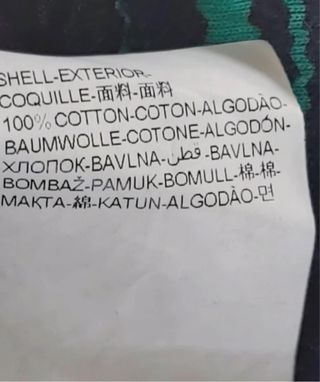 SHELL-EXTERIOR-
COQUILLE-面料-面料
100% COTTON-COTON-ALGODÃO-
BAUMWOLLE-COTONE-ALGODÓN-
ХЛОПОК-BAVLNA-قطن-BAVLNA-
BOMBAŽ-PAMUK-BOMULL-棉-棉-
MAKTA-綿-KATUN-ALGODÃO-면